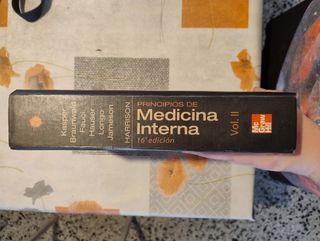 Kasper
Braunwald
Fauci
Hauser
Longo
Jameson
HARRISON
PRINCIPIOS DE
Medicina
Interna
16ª edición
Vol. II
Mc
Graw
Hill